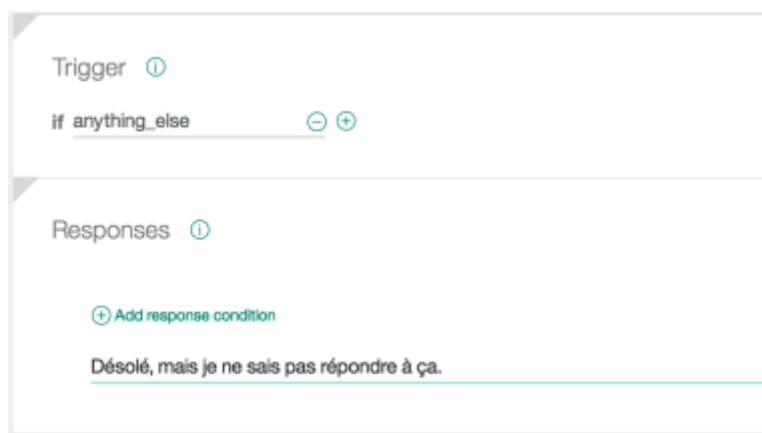 Trigger
if anything_else
Responses
Add response condition
Désolé, mais je ne sais pas répondre à ça.